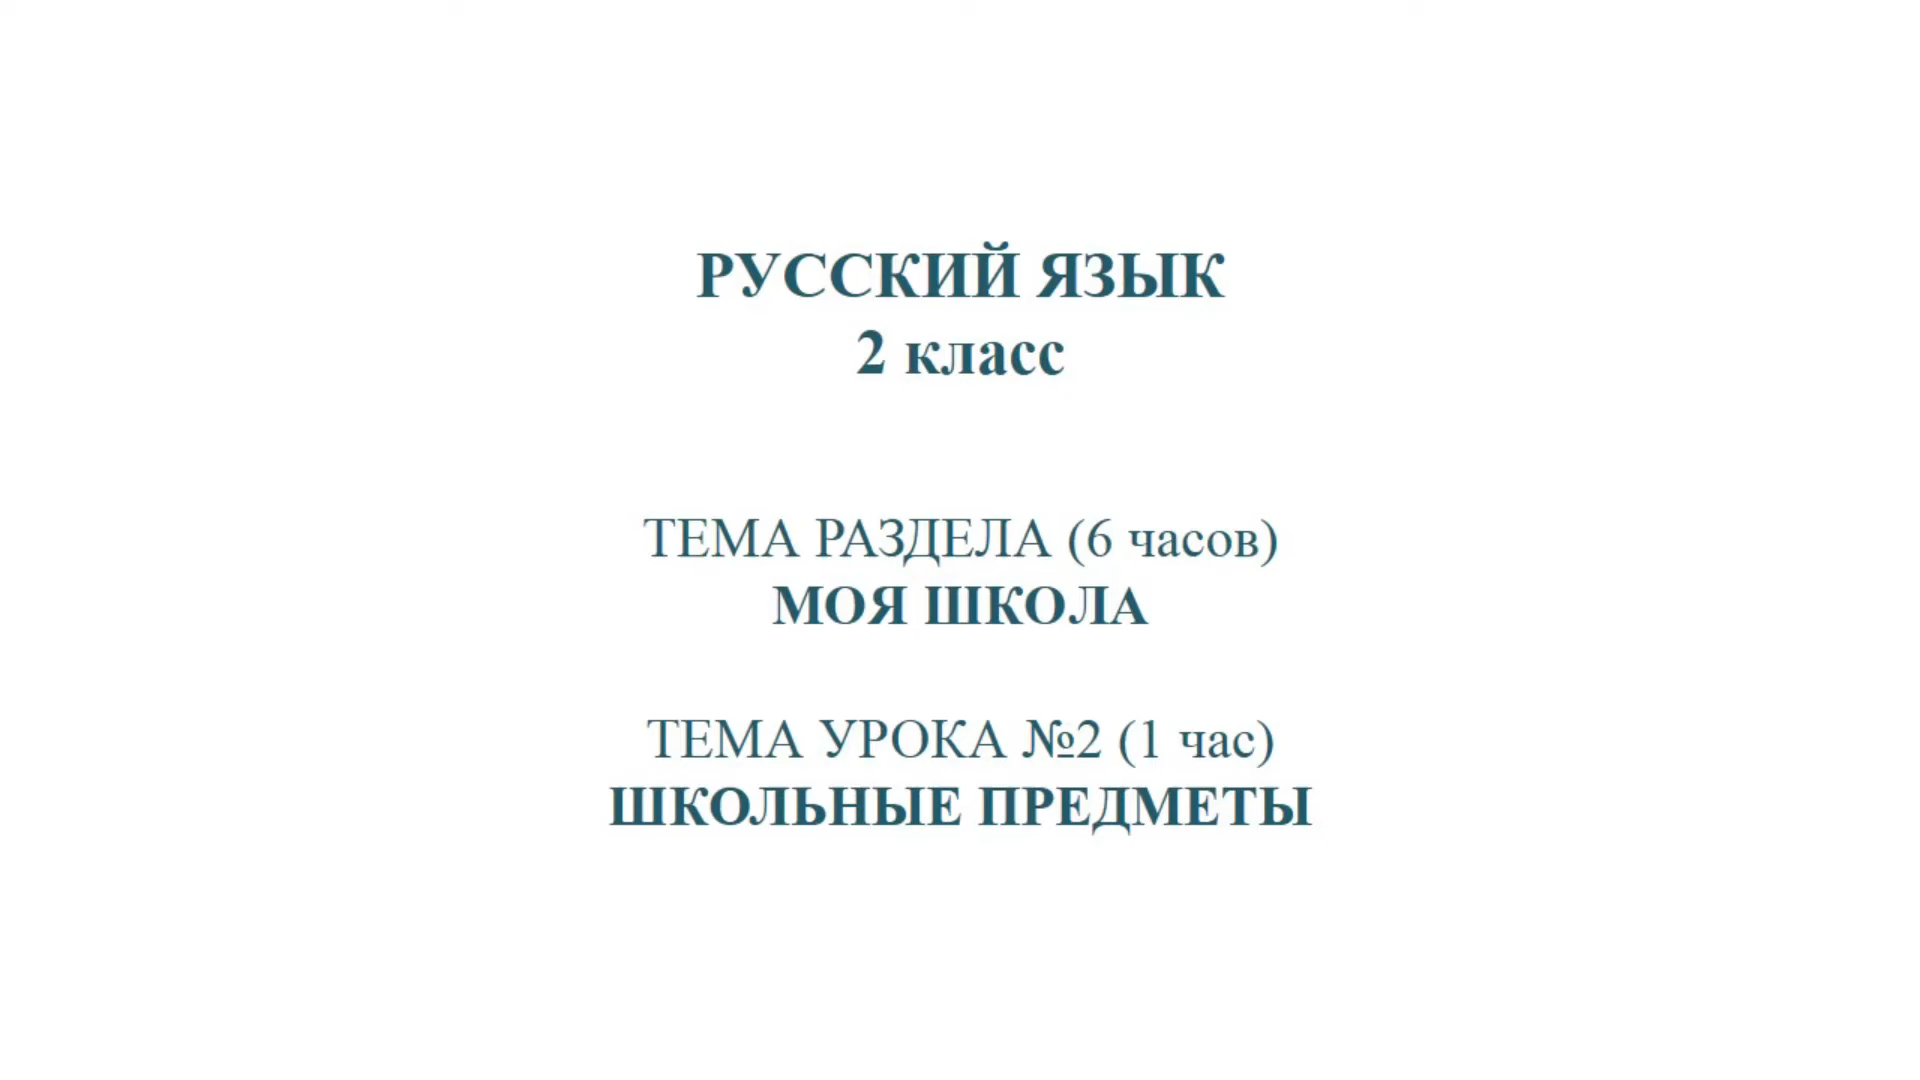 РУССКИЙ ЯЗЫК
2 класс
ТЕМА РАЗДЕЛА (6 часов)
МОЯ ШКОЛА
ТЕМА УРОКА №2 (1 час)
ШКОЛЬНЫЕ ПРЕДМЕТЫ